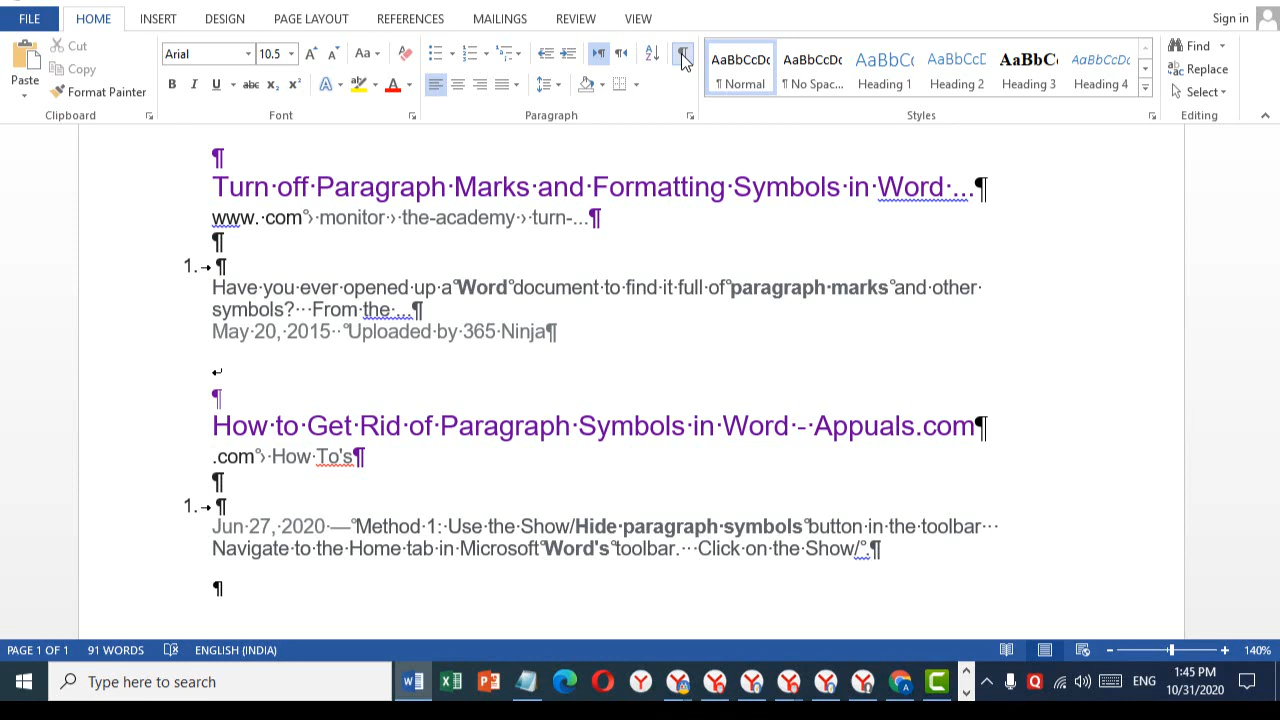 FILE HOME INSERT DESIGN PAGE LAYOUT REFERENCES MAILINGS REVIEW VIEW Sign in
Cut
Copy
Format Painter
Paste
Clipboard
Arial 10.5
Font
Paragraph
AaBbCcDc AaBbCcDc AaBbCc AaBbCcC AaBbC AaBbCcDc
¶ Normal ¶ No Spac... Heading 1 Heading 2 Heading 3 Heading 4
Styles
Find
Replace
Select
Editing
¶
Turn·off·Paragraph·Marks·and·Formatting·Symbols·in·Word·...¶
www.·com°›·monitor·›·the-academy·›·turn-...¶
¶
1.→¶
Have·you·ever·opened·up·a°Word°document·to·find·it·full·of°paragraph·marks°and·other·
symbols?···From·the·...¶
May·20,·2015··°Uploaded·by·365·Ninja¶
↵
¶
How·to·Get·Rid·of·Paragraph·Symbols·in·Word·-·Appuals.com¶
.com°›·How·To's¶
¶
1.→¶
Jun·27,·2020·—°Method·1:·Use·the·Show/Hide·paragraph·symbols°button·in·the·toolbar···
Navigate·to·the·Home·tab·in·Microsoft°Word's°toolbar.···Click·on·the·Show/°.¶
¶
PAGE 1 OF 1 91 WORDS ENGLISH (INDIA) 140%
Type here to search
ENG
1:45 PM
10/31/2020